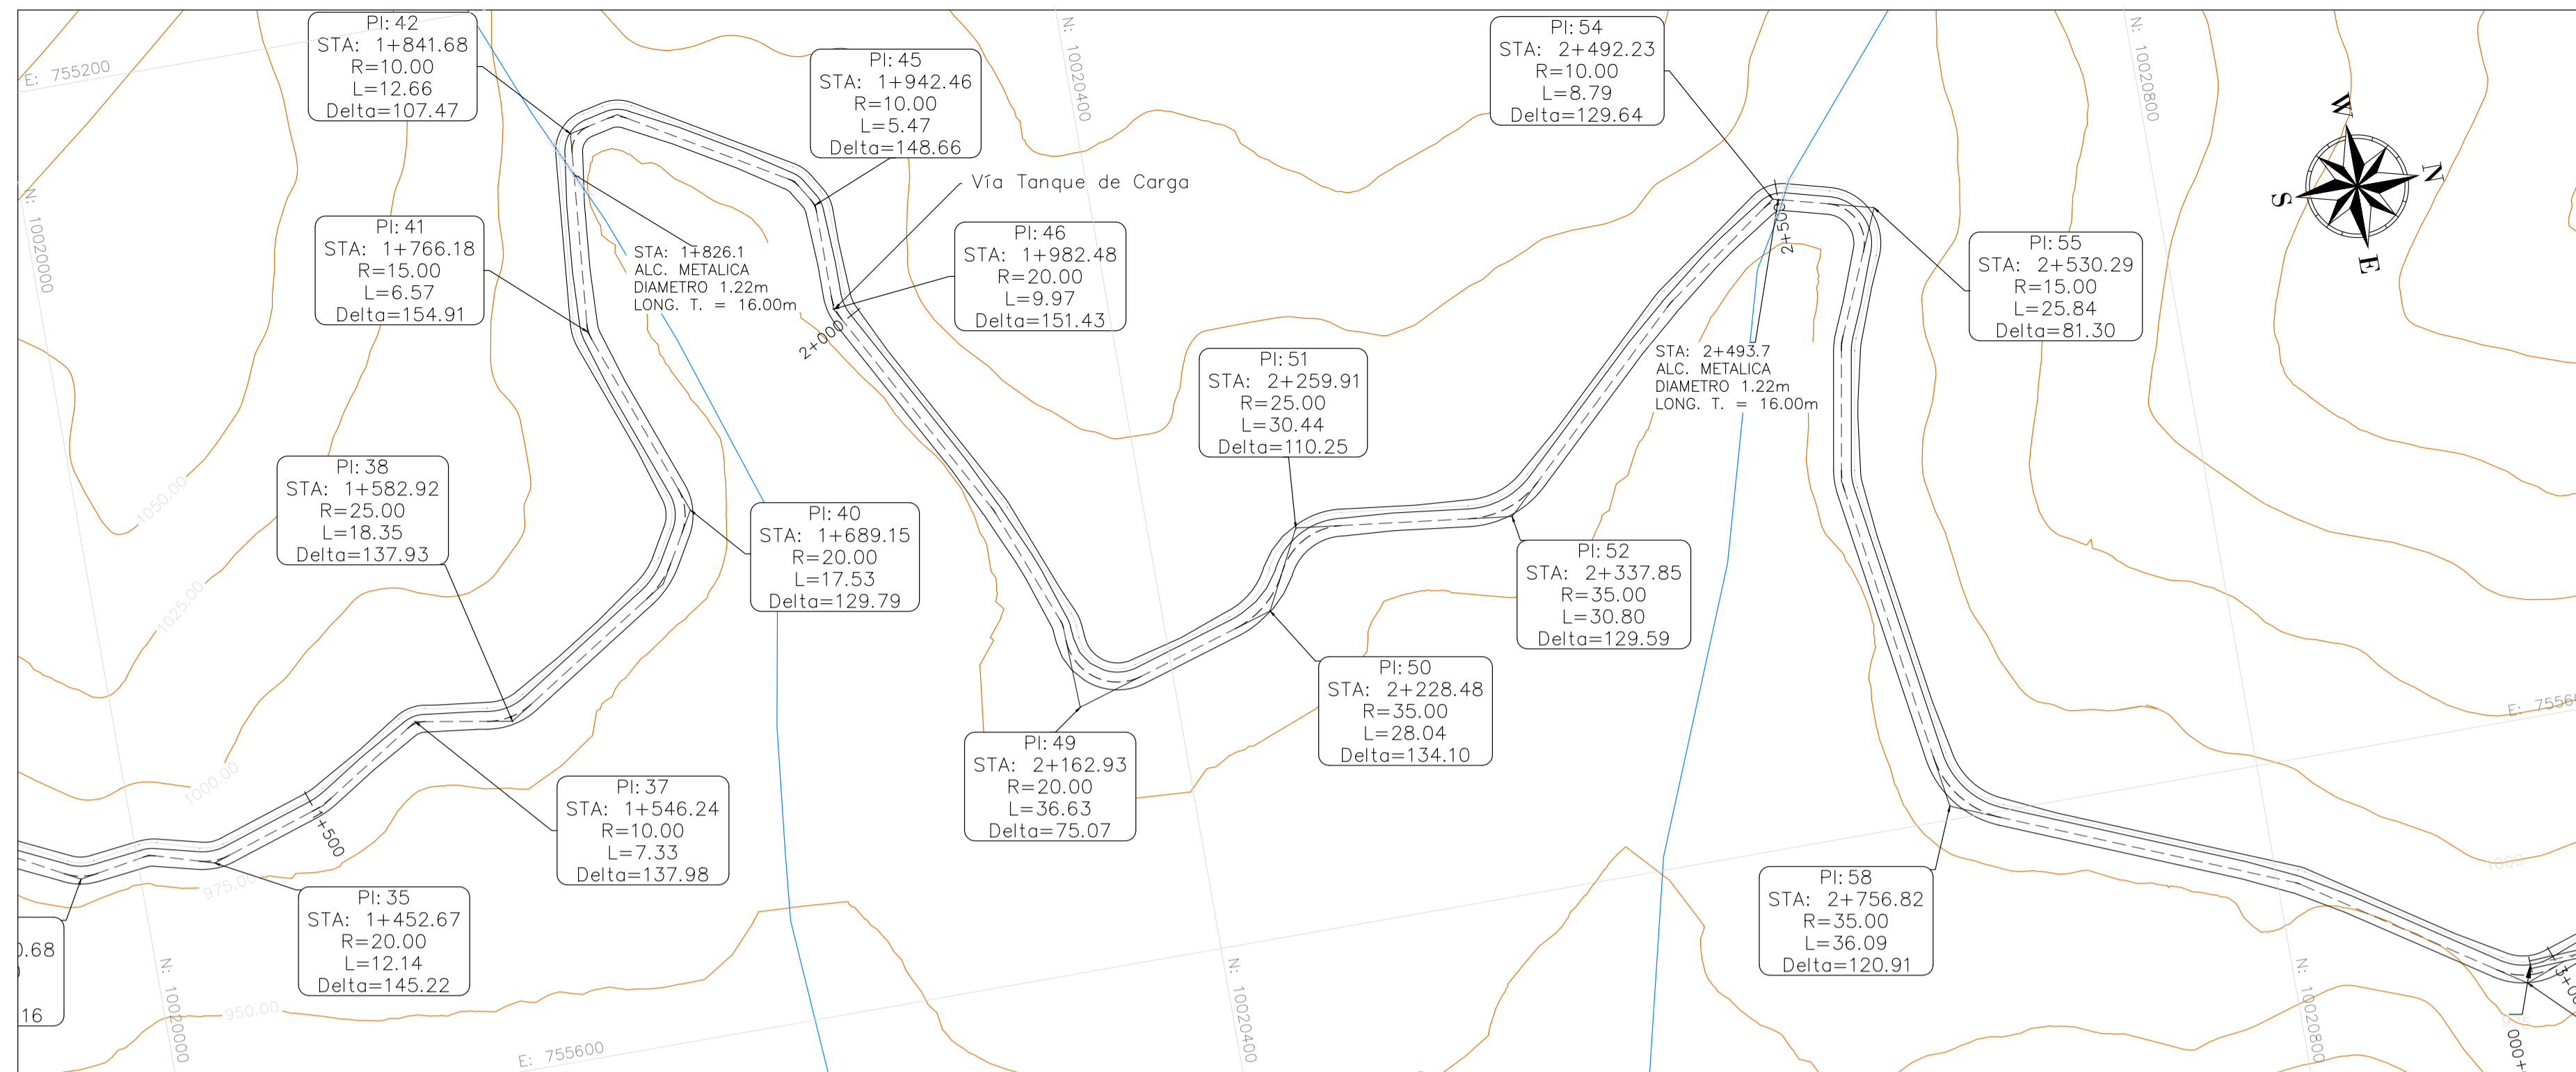 PI: 42
STA: 1+841.68
R=10.00
L=12.66
Delta=107.47
PI: 45
STA: 1+942.46
R=10.00
L=5.47
Delta=148.66
PI: 54
STA: 2+492.23
R=10.00
L=8.79
Delta=129.64
E: 755200
N: 10020000
N: 10020400
N: 10020800
W
N
S
E
Vía Tanque de Carga
PI: 41
STA: 1+766.18
R=15.00
L=6.57
Delta=154.91
STA: 1+826.1
ALC. METALICA
DIAMETRO 1.22m
LONG. T. = 16.00m
PI: 46
STA: 1+982.48
R=20.00
L=9.97
Delta=151.43
2+000
2+500
PI: 55
STA: 2+530.29
R=15.00
L=25.84
Delta=81.30
STA: 2+493.7
ALC. METALICA
DIAMETRO 1.22m
LONG. T. = 16.00m
PI: 51
STA: 2+259.91
R=25.00
L=30.44
Delta=110.25
PI: 38
STA: 1+582.92
R=25.00
L=18.35
Delta=137.93
1050.00
1025.00
PI: 40
STA: 1+689.15
R=20.00
L=17.53
Delta=129.79
PI: 52
STA: 2+337.85
R=35.00
L=30.80
Delta=129.59
PI: 50
STA: 2+228.48
R=35.00
L=28.04
Delta=134.10
PI: 49
STA: 2+162.93
R=20.00
L=36.63
Delta=75.07
1000.00
PI: 37
STA: 1+546.24
R=10.00
L=7.33
Delta=137.98
1+500
975.00
PI: 35
STA: 1+452.67
R=20.00
L=12.14
Delta=145.22
.68
16
950.00
PI: 58
STA: 2+756.82
R=35.00
L=36.09
Delta=120.91
E: 7556
1000
N: 10020000
N: 10020400
N: 10020800
E: 755600
3+0
000+